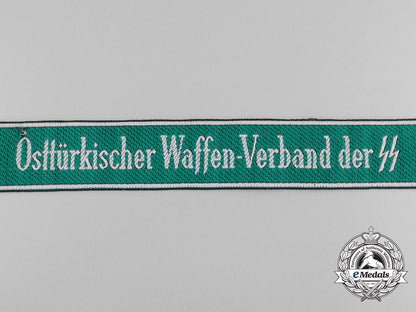 Osttürkischer Waffen-Verband der ᛋᛋ
eMedals